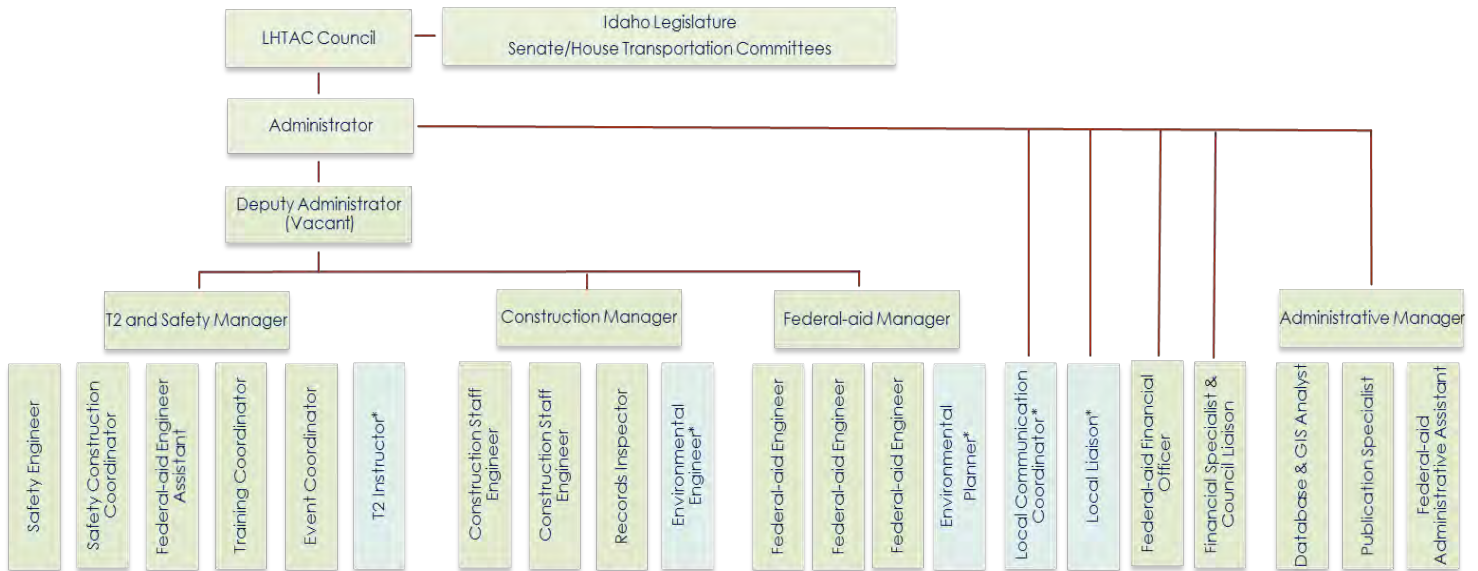 LHTAC Council
Idaho Legislature
Senate/House Transportation Committees
Administrator
Deputy Administrator
(Vacant)
T2 and Safety Manager
Construction Manager
Federal-aid Manager
Administrative Manager
Safety Engineer
Safety Construction
Coordinator
Federal-aid Engineer
Assistant
Training Coordinator
Event Coordinator
T2 Instructor*
Construction Staff
Engineer
Construction Staff
Engineer
Records Inspector
Environmental
Engineer*
Federal-aid Engineer
Federal-aid Engineer
Federal-aid Engineer
Environmental
Planner*
Local Communication
Coordinator*
Local Liaison*
Federal-aid Financial
Officer
Financial Specialist &
Council Liaison
Database & GIS Analyst
Publication Specialist
Federal-aid
Administrative Assistant